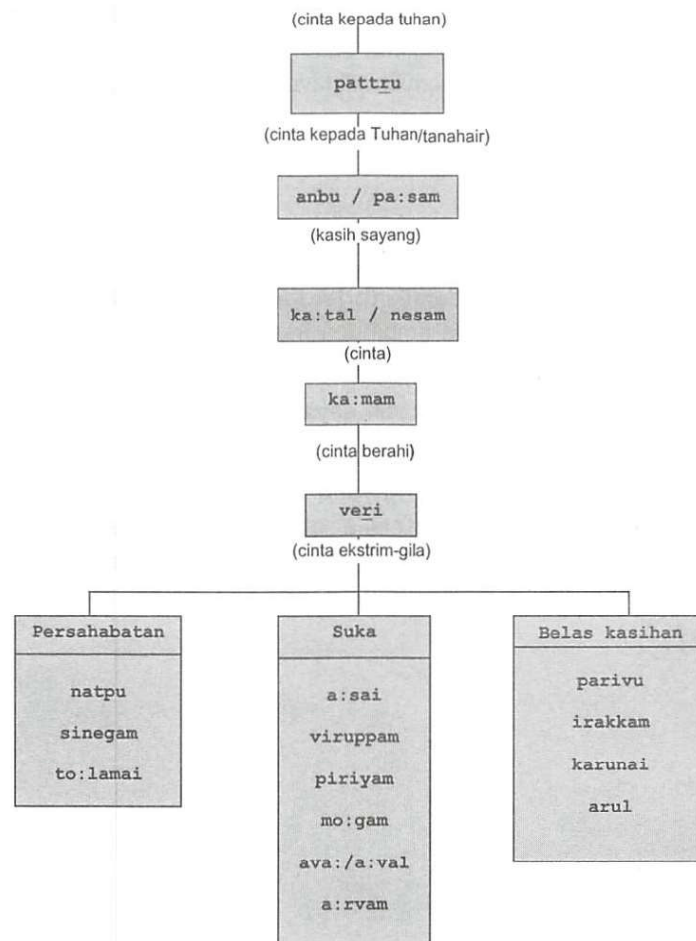 (cinta kepada tuhan)
pattṟu
(cinta kepada Tuhan/tanahair)
anbu / pa:sam
(kasih sayang)
ka:tal / nesam
(cinta)
ka:mam
(cinta berahi)
veṟi
(cinta ekstrim-gila)
Persahabatan
natpu
sinegam
to:lamai
Suka
a:sai
viruppam
piriyam
mo:gam
ava:/a:val
a:rvam
Belas kasihan
parivu
irakkam
karunai
arul